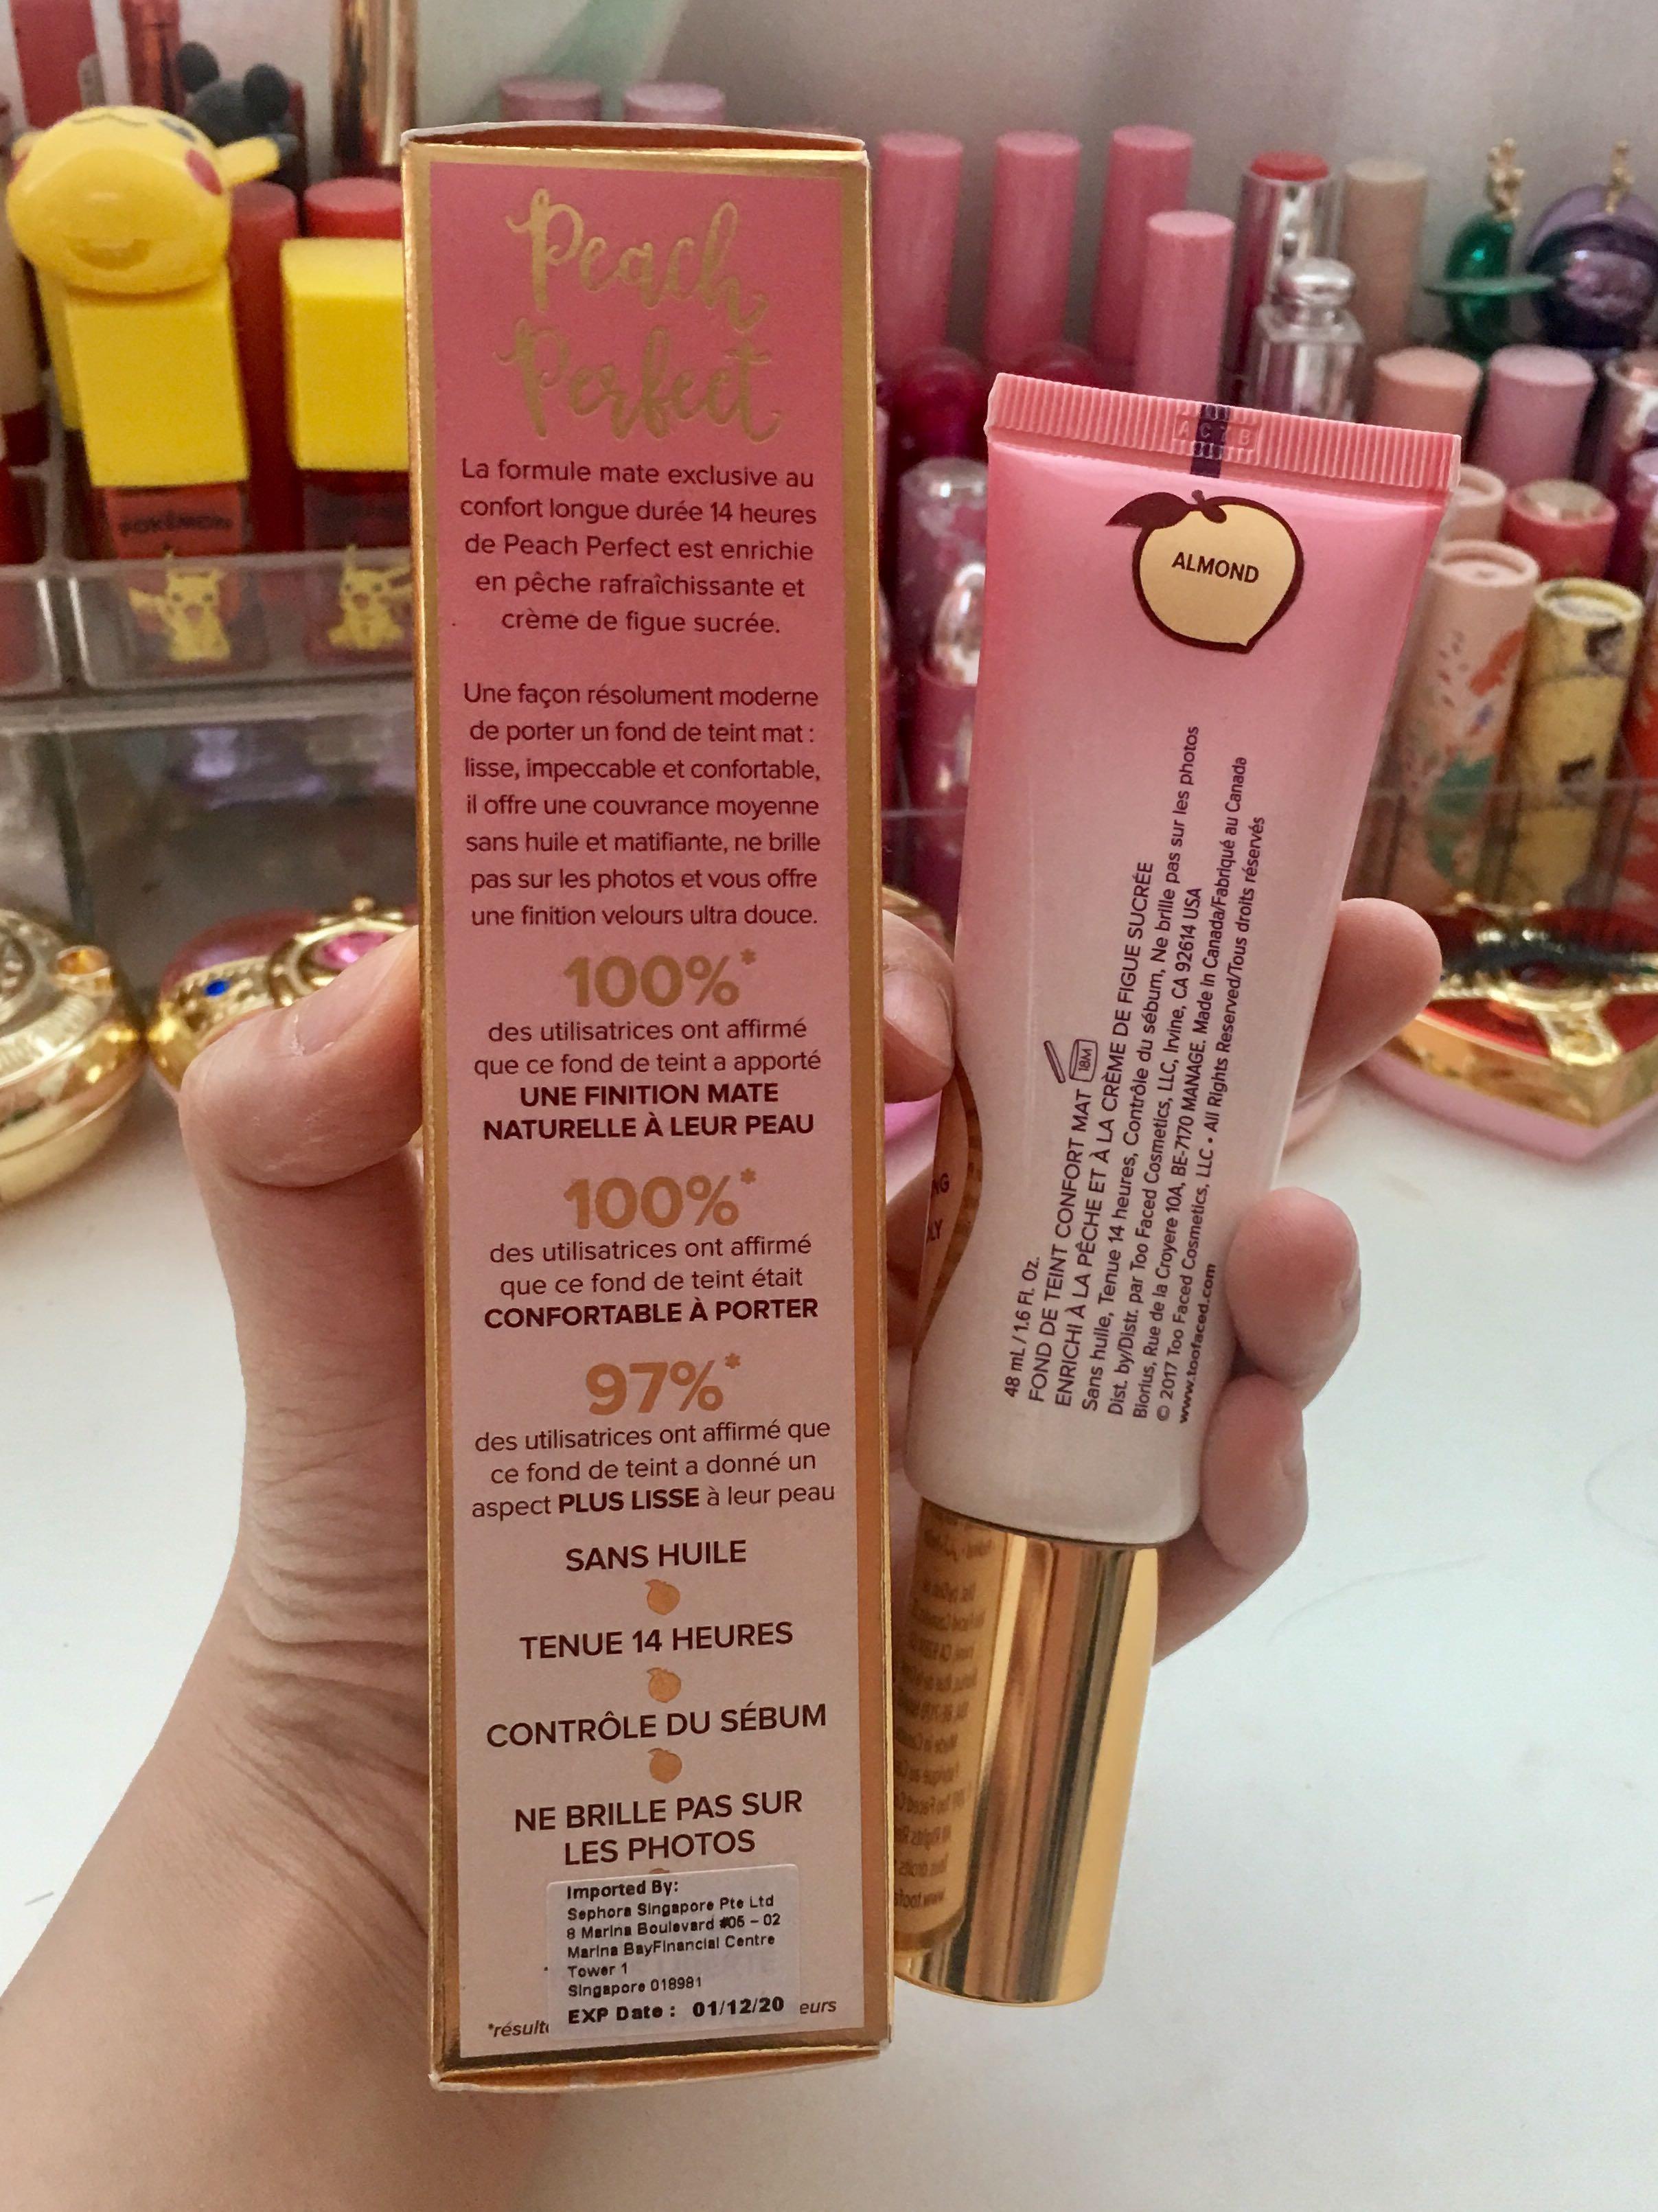 Peach
Perfect
La formule mate exclusive au
confort longue durée 14 heures
de Peach Perfect est enrichie
en pêche rafraîchissante et
crème de figue sucrée.
Une façon résolument moderne
de porter un fond de teint mat :
lisse, impeccable et confortable,
il offre une couvrance moyenne
sans huile et matifiante, ne brille
pas sur les photos et vous offre
une finition velours ultra douce.
100%*
des utilisatrices ont affirmé
que ce fond de teint a apporté
UNE FINITION MATE
NATURELLE À LEUR PEAU
100%*
des utilisatrices ont affirmé
que ce fond de teint était
CONFORTABLE À PORTER
97%*
des utilisatrices ont affirmé que
ce fond de teint a donné un
aspect PLUS LISSE à leur peau
SANS HUILE
TENUE 14 HEURES
CONTRÔLE DU SÉBUM
NE BRILLE PAS SUR
LES PHOTOS
Imported By:
Sephora Singapore Pte Ltd
8 Marina Boulevard #05 – 02
Marina BayFinancial Centre
Tower 1
Singapore 018981
EXP Date : 01/12/20
POKÉMON
ALMOND
48 mL / 1.6 Fl. Oz.
FOND DE TEINT CONFORT MAT 18M
ENRICHI À LA PÊCHE ET À LA CRÈME DE FIGUE SUCRÉE
Sans huile, Tenue 14 heures, Contrôle du sébum, Ne brille pas sur les photos
Dist. by/Distr. par Too Faced Cosmetics, LLC, Irvine, CA 92614 USA
Biorius, Rue de la Croyere 10A, BE-7170 MANAGE, Made in Canada/Fabriqué au Canada
© 2017 Too Faced Cosmetics, LLC • All Rights Reserved/Tous droits réservés
www.toofaced.com